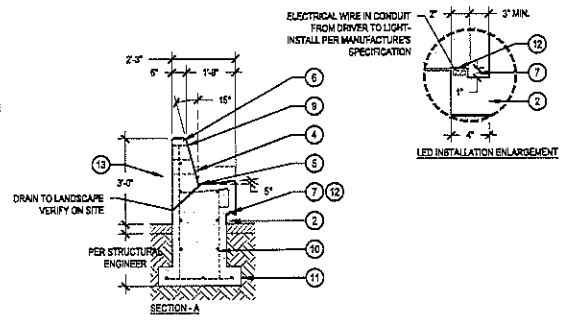 ELECTRICAL WIRE IN CONDUIT
FROM DRIVER TO LIGHT-
INSTALL PER MANUFACTURE'S
SPECIFICATION
2"
3" MIN.
12
7
2
1"
4"
LED INSTALLATION ENLARGEMENT
2'-3"
6"
1'-9"
15°
6
9
4
5
13
3'-0"
5°
DRAIN TO LANDSCAPE
VERIFY ON SITE
7
12
2
PER STRUCTURAL
ENGINEER
10
11
SECTION - A